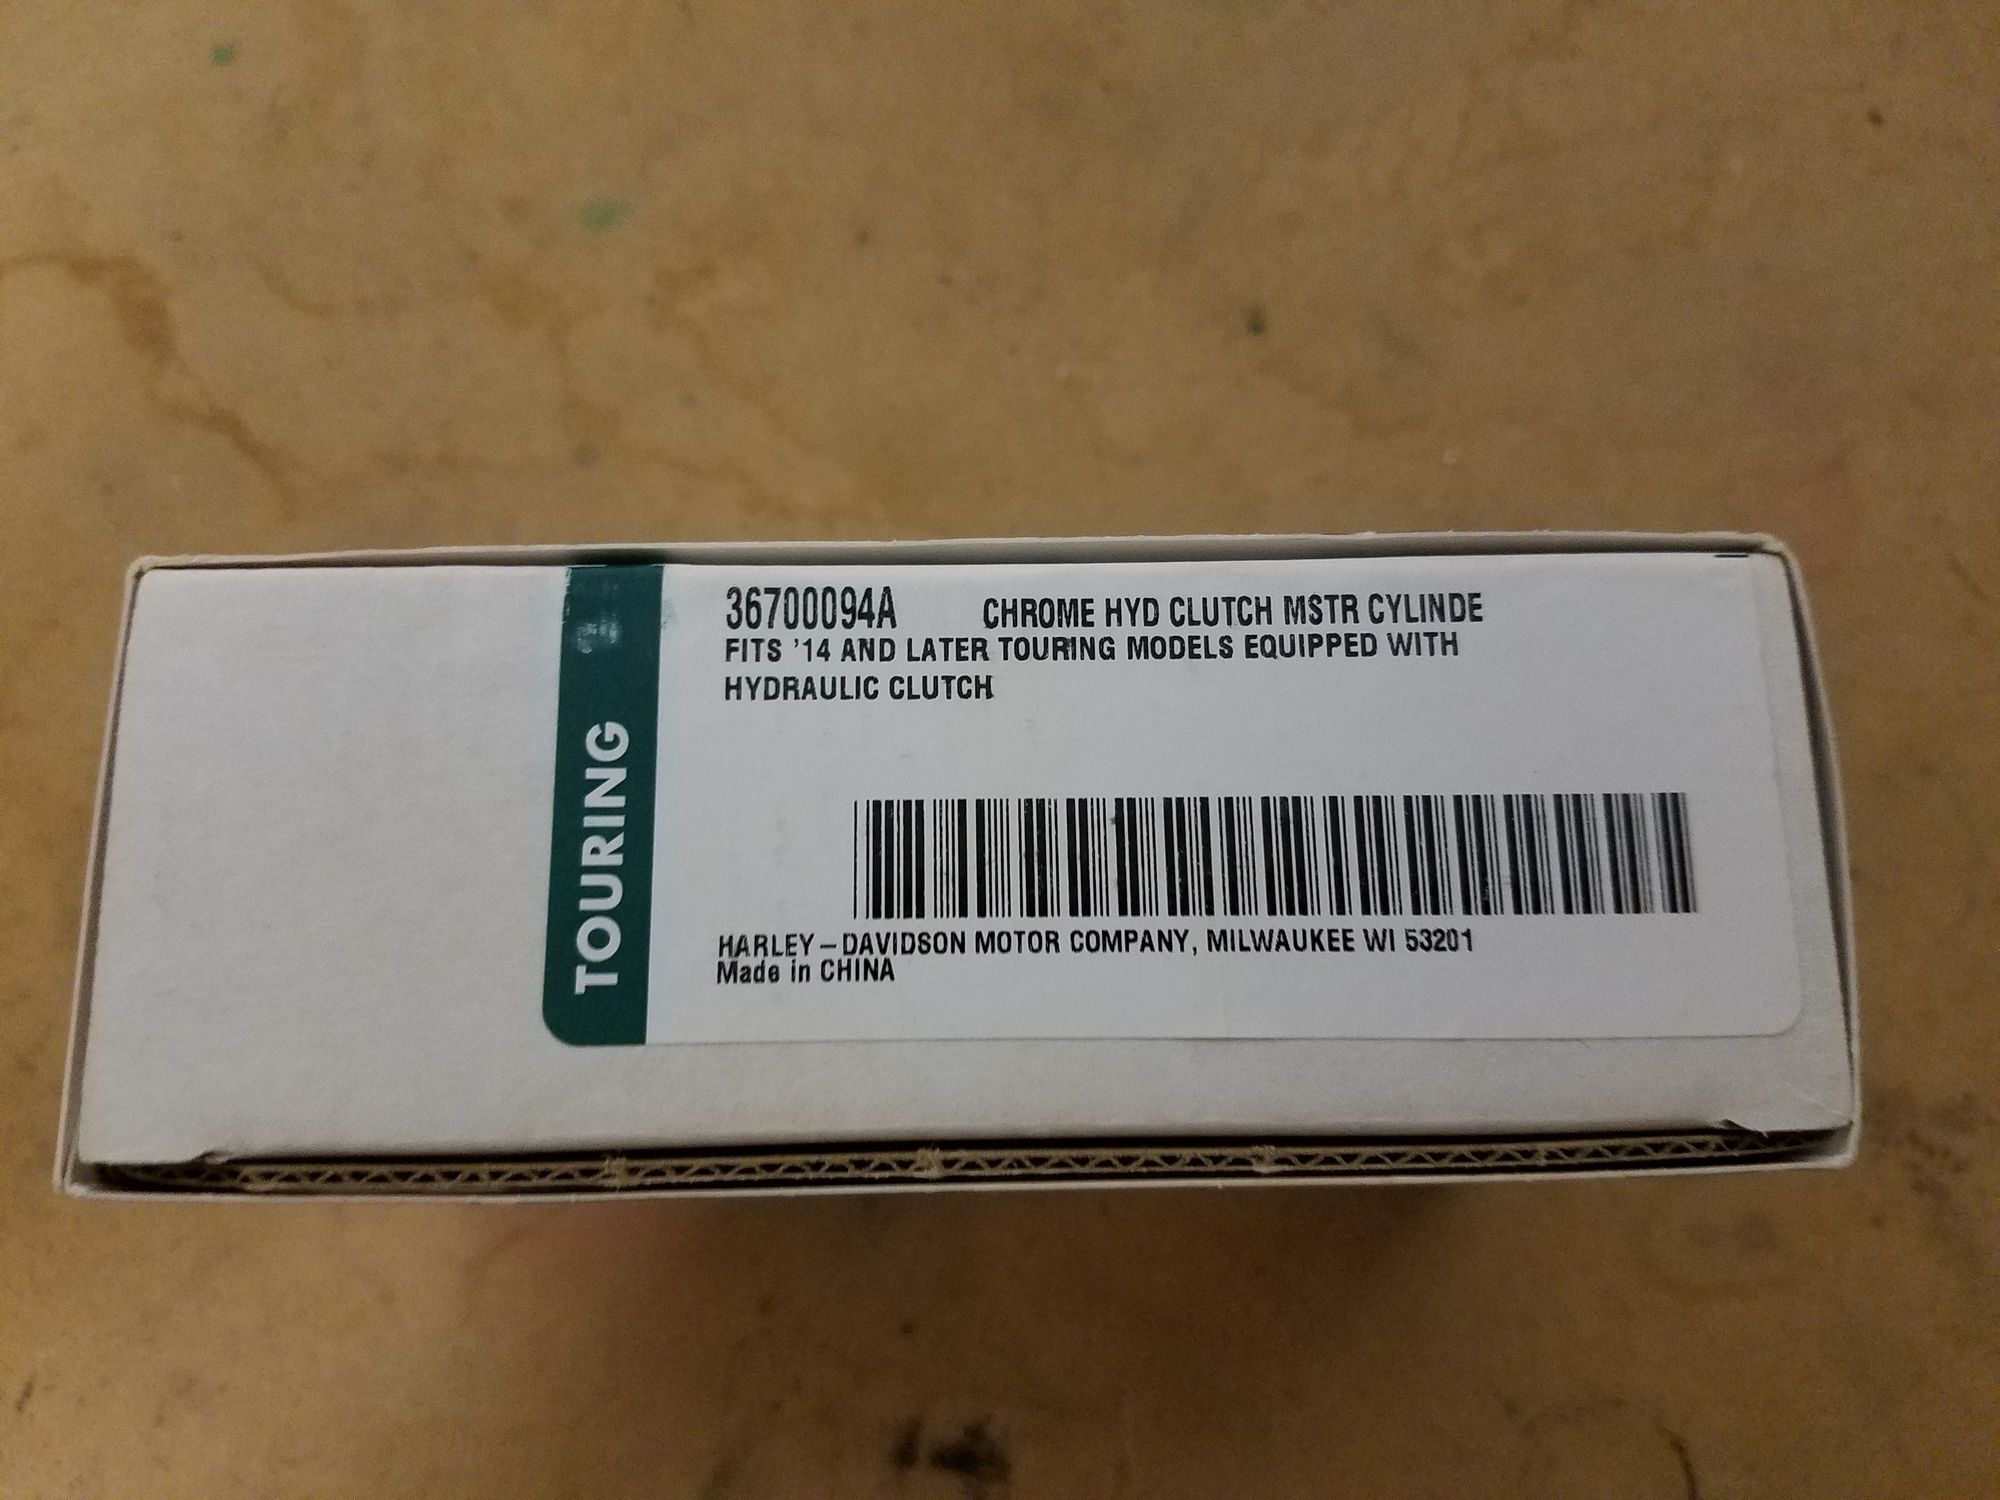 36700094A CHROME HYD CLUTCH MSTR CYLINDE
FITS '14 AND LATER TOURING MODELS EQUIPPED WITH
HYDRAULIC CLUTCH
TOURING
HARLEY-DAVIDSON MOTOR COMPANY, MILWAUKEE WI 53201
Made in CHINA